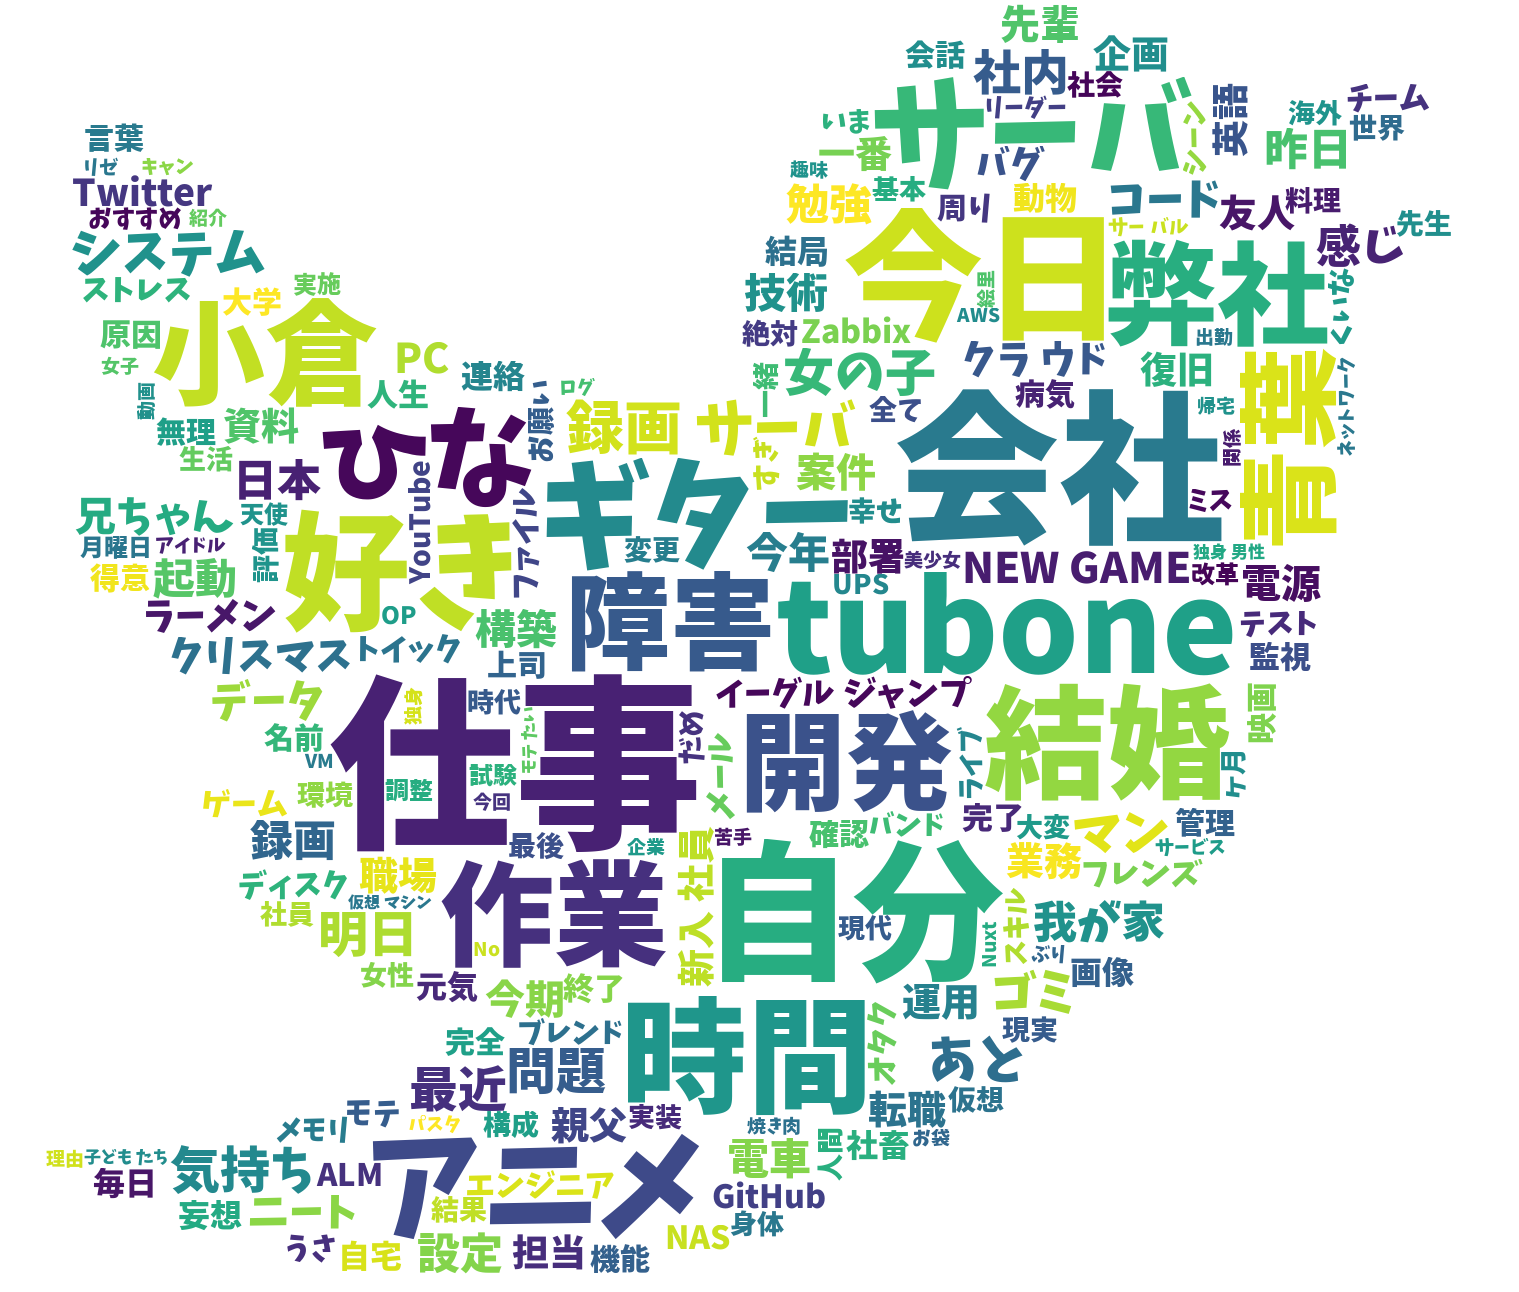 先輩
会話
社内
企画
社会
サーバ
リーダー
シーン
英語
チーム
海外
世界
昨日
言葉
いま
一番
バグ
趣味
リゼ
キャン
Twitter
おすすめ
紹介
勉強
基本
周り
動物
コード
友人
料理
サーバル
先生
感じ
システム
ストレス
結局
今日
弊社
くいな
技術
絵里
AWS
出勤
実施
大学
小倉
原因
女子
絶対
Zabbix
クラウド
復旧
青葉
ネットワーク
PC
連絡
人生
動画
一緒
女の子
病気
帰宅
関係
お願い
ログ
録画 サーバ
全て
会社
資料
無理
生活
ひな
日本
YouTube
すぎ
案件
ギター
幸せ
ミス
兄ちゃん
天使
月曜日
アイドル
評価
好き
ファイル
変更
今年
部署
美少女
NEW GAME
独身 男性
改革
電源
得意
起動
UPS
障害
tubone
ラーメン
OP
構築
テスト
監視
クリスマス
トイック
上司
データ
独身
時代
モテたい
イーグル ジャンプ
だめ
メール
開発
ライブ
結婚
映画
ヶ月
名前
VM
仕事
試験
今回
調整
環境
ゲーム
録画
最後
企業
苦手
確認
バンド
完了
大変
マン
管理
サービス
業務
フレンズ
職場
ディスク
社員
仮想 マシン
明日
作業
No
新入 社員
自分
現代
Nuxt
スキル
我が家
ぶり
画像
女性
元気
今期
終了
運用
ゴミ
現実
完全
ブレンド
問題
時間
オタク
あと
最近
転職
仮想
メモリ
モテ
パスタ
構成
親父
実装
焼き肉
人間
社畜
お袋
理由
子どもたち
毎日
気持ち
ALM
アニメ
エンジニア
電車
GitHub
妄想
ニート
結果
NAS
身体
うさ
自宅
設定
担当
機能